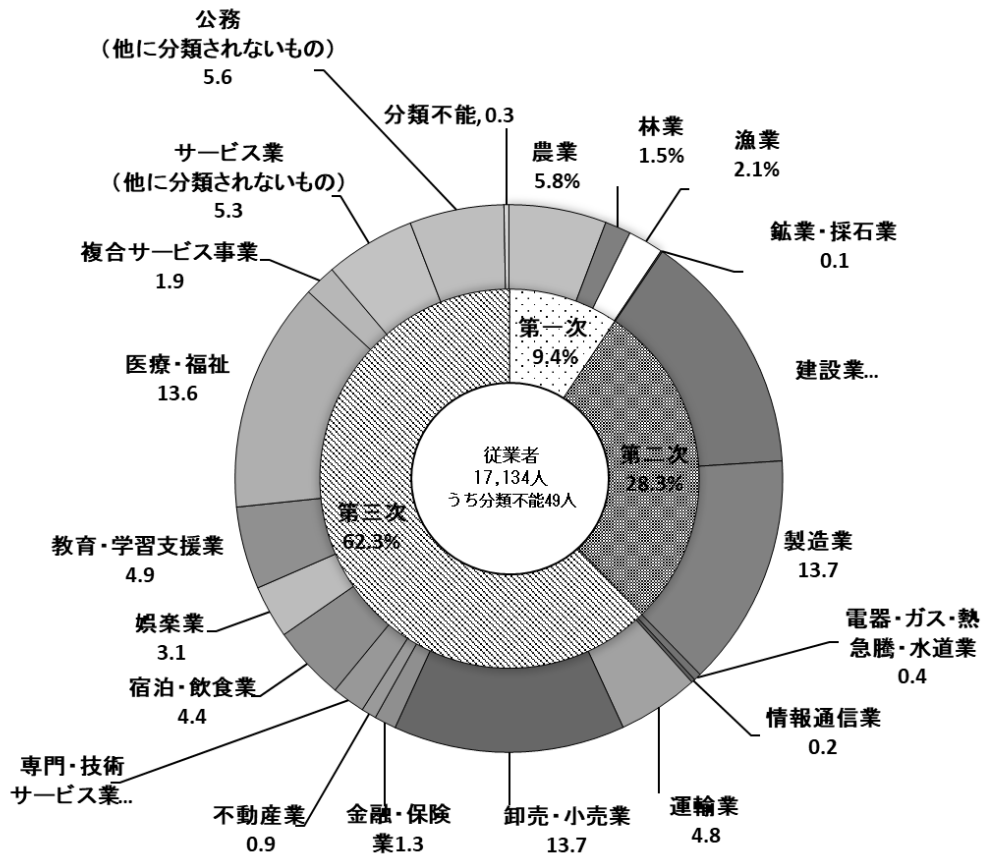 公務
（他に分類されないもの）
5.6
分類不能, 0.3
農業
5.8%
林業
1.5%
漁業
2.1%
鉱業・採石業
0.1
建設業...
製造業
13.7
電器・ガス・熱
急騰・水道業
0.4
情報通信業
0.2
運輸業
4.8
卸売・小売業
13.7
金融・保険
業1.3
不動産業
0.9
専門・技術
サービス業...
宿泊・飲食業
4.4
娯楽業
3.1
教育・学習支援業
4.9
医療・福祉
13.6
複合サービス事業
1.9
サービス業
（他に分類されないもの）
5.3
第一次
9.4%
第二次
28.3%
第三次
62.3%
従業者
17,134人
うち分類不能49人